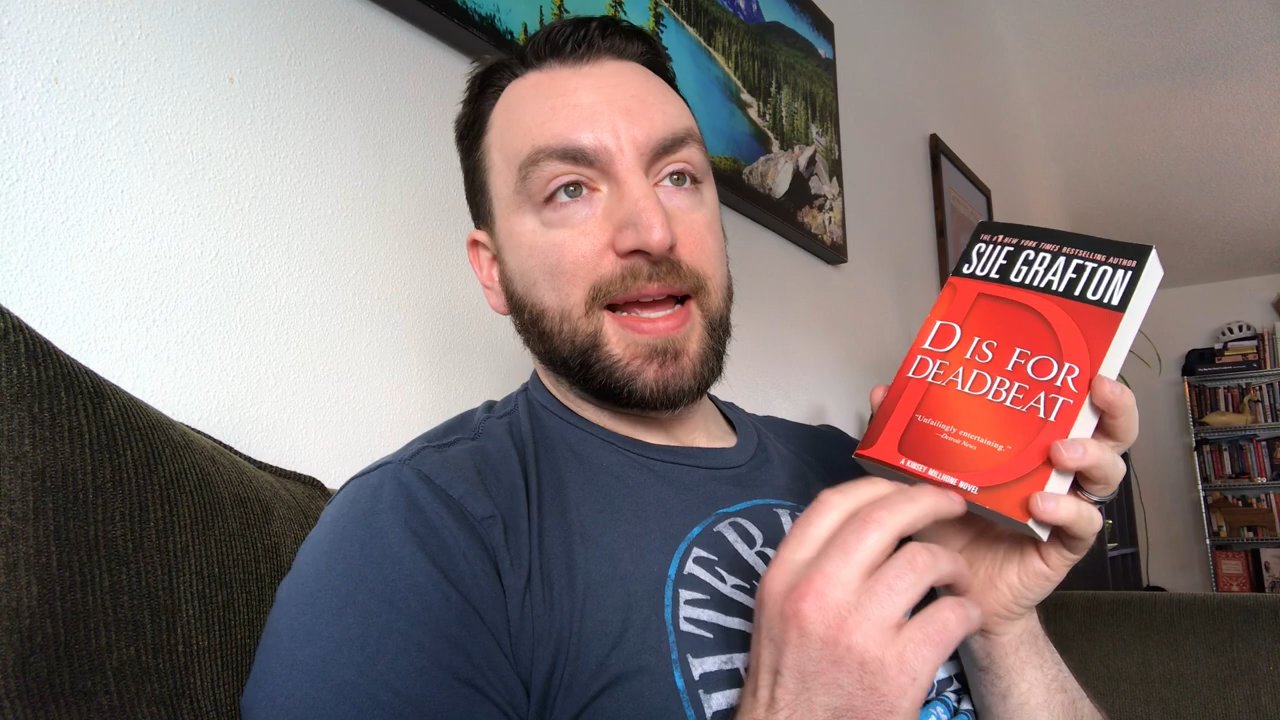 THE #1 NEW YORK TIMES BESTSELLING AUTHOR
SUE GRAFTON
D IS FOR
DEADBEAT
"Unfailingly entertaining."
—Detroit News
A KINSEY MILLHONE NOVEL